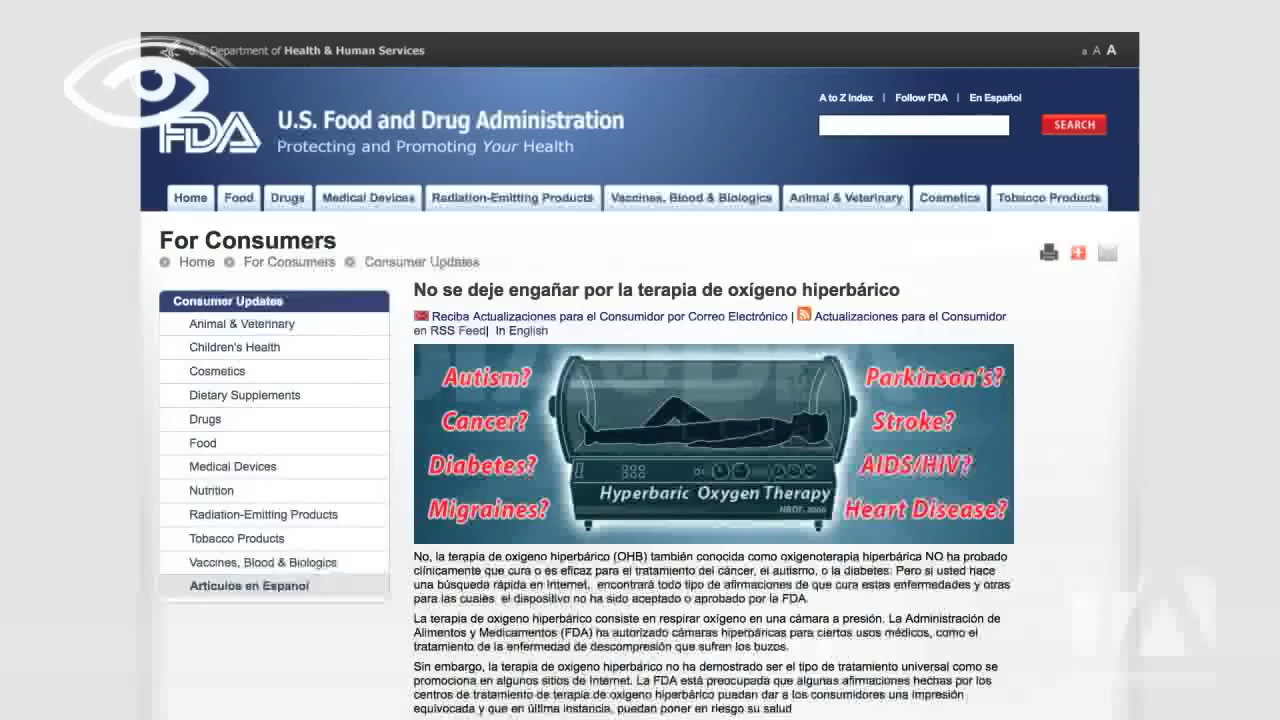 U.S. Department of Health & Human Services
a A A
FDA
U.S. Food and Drug Administration
Protecting and Promoting Your Health
A to Z Index | Follow FDA | En Español
SEARCH
Home Food Drugs Medical Devices Radiation-Emitting Products Vaccines, Blood & Biologics Animal & Veterinary Cosmetics Tobacco Products
For Consumers
Home For Consumers Consumer Updates
Consumer Updates
Animal & Veterinary
Children's Health
Cosmetics
Dietary Supplements
Drugs
Food
Medical Devices
Nutrition
Radiation-Emitting Products
Tobacco Products
Vaccines, Blood & Biologics
Artículos en Espanol
No se deje engañar por la terapia de oxígeno hiperbárico
Reciba Actualizaciones para el Consumidor por Correo Electrónico | Actualizaciones para el Consumidor
en RSS Feed| In English
Autism?
Cancer?
Diabetes?
Migraines?
Hyperbaric Oxygen Therapy
Parkinson's?
Stroke?
AIDS/HIV?
Heart Disease?
No, la terapia de oxigeno hiperbárico (OHB) también conocida como oxigenoterapia hiperbárica NO ha probado
clínicamente que cura o es eficaz para el tratamiento del cáncer, el autismo, o la diabetes. Pero si usted hace
una búsqueda rápida en Internet, encontrará todo tipo de afirmaciones de que cura estas enfermedades y otras
para las cuales el dispositivo no ha sido aceptado o aprobado por la FDA.
La terapia de oxigeno hiperbárico consiste en respirar oxígeno en una cámara a presión. La Administración de
Alimentos y Medicamentos (FDA) ha autorizado cámaras hiperbáricas para ciertos usos médicos, como el
tratamiento de la enfermedad de descompresión que sufren los buzos.
Sin embargo, la terapia de oxigeno hiperbárico no ha demostrado ser el tipo de tratamiento universal como se
promociona en algunos sitios de Internet. La FDA está preocupada que algunas afirmaciones hechas por los
centros de tratamiento de terapia de oxigeno hiperbárico puedan dar a los consumidores una impresión
equivocada y que en última instancia, puedan poner en riesgo su salud